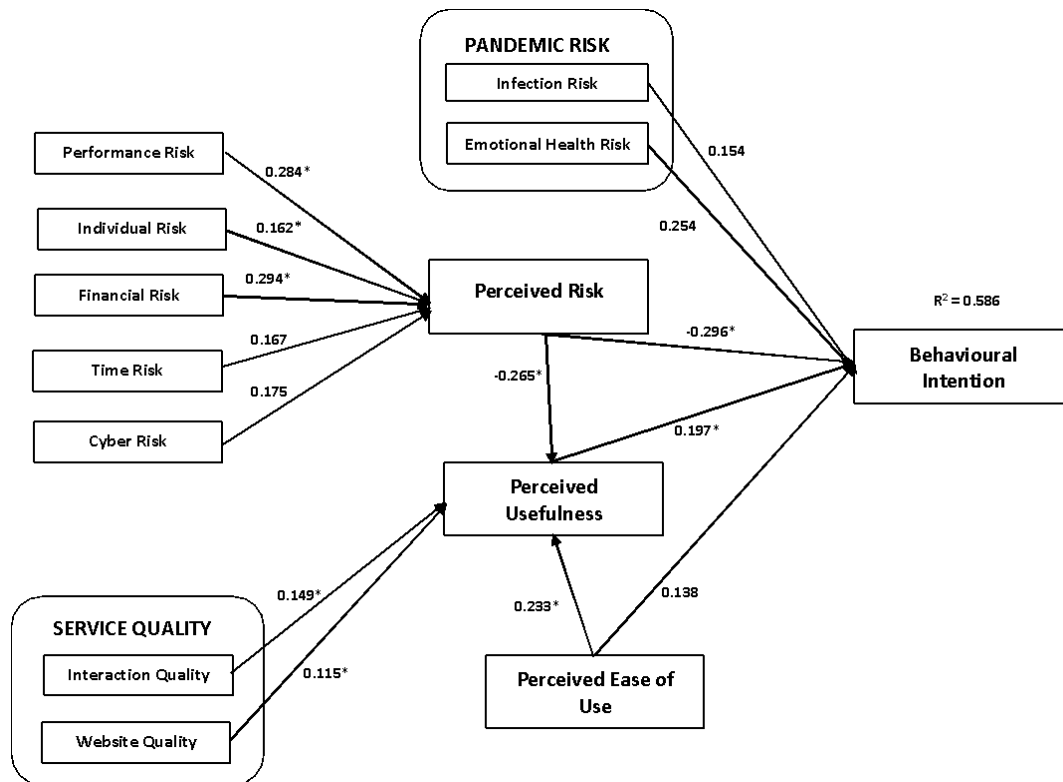 PANDEMIC RISK
Infection Risk
Emotional Health Risk
Performance Risk
0.284*
0.154
Individual Risk
0.162*
0.254
Financial Risk
0.294*
Perceived Risk
R² = 0.586
Time Risk
0.167
-0.296*
Behavioural
Intention
-0.265*
0.175
Cyber Risk
0.197*
Perceived
Usefulness
0.149*
0.233*
0.138
SERVICE QUALITY
Interaction Quality
0.115*
Perceived Ease of
Use
Website Quality